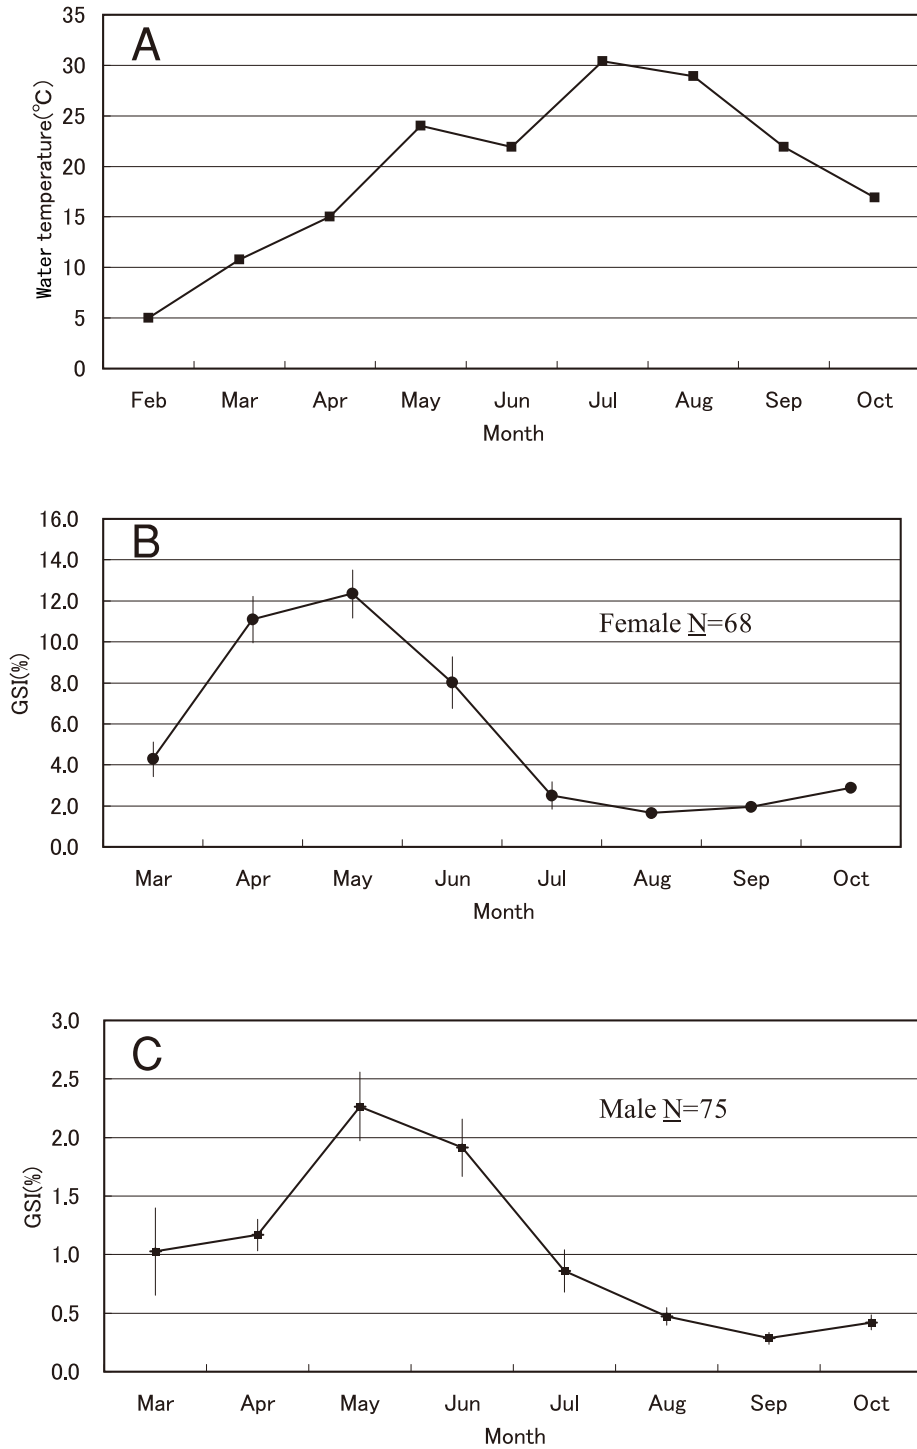 A
Water temperature(℃)
35
30
25
20
15
10
5
0
Feb Mar Apr May Jun Jul Aug Sep Oct
Month
B
Female N=68
GSI(%)
16.0
14.0
12.0
10.0
8.0
6.0
4.0
2.0
0.0
Mar Apr May Jun Jul Aug Sep Oct
Month
C
Male N=75
GSI(%)
3.0
2.5
2.0
1.5
1.0
0.5
0.0
Mar Apr May Jun Jul Aug Sep Oct
Month